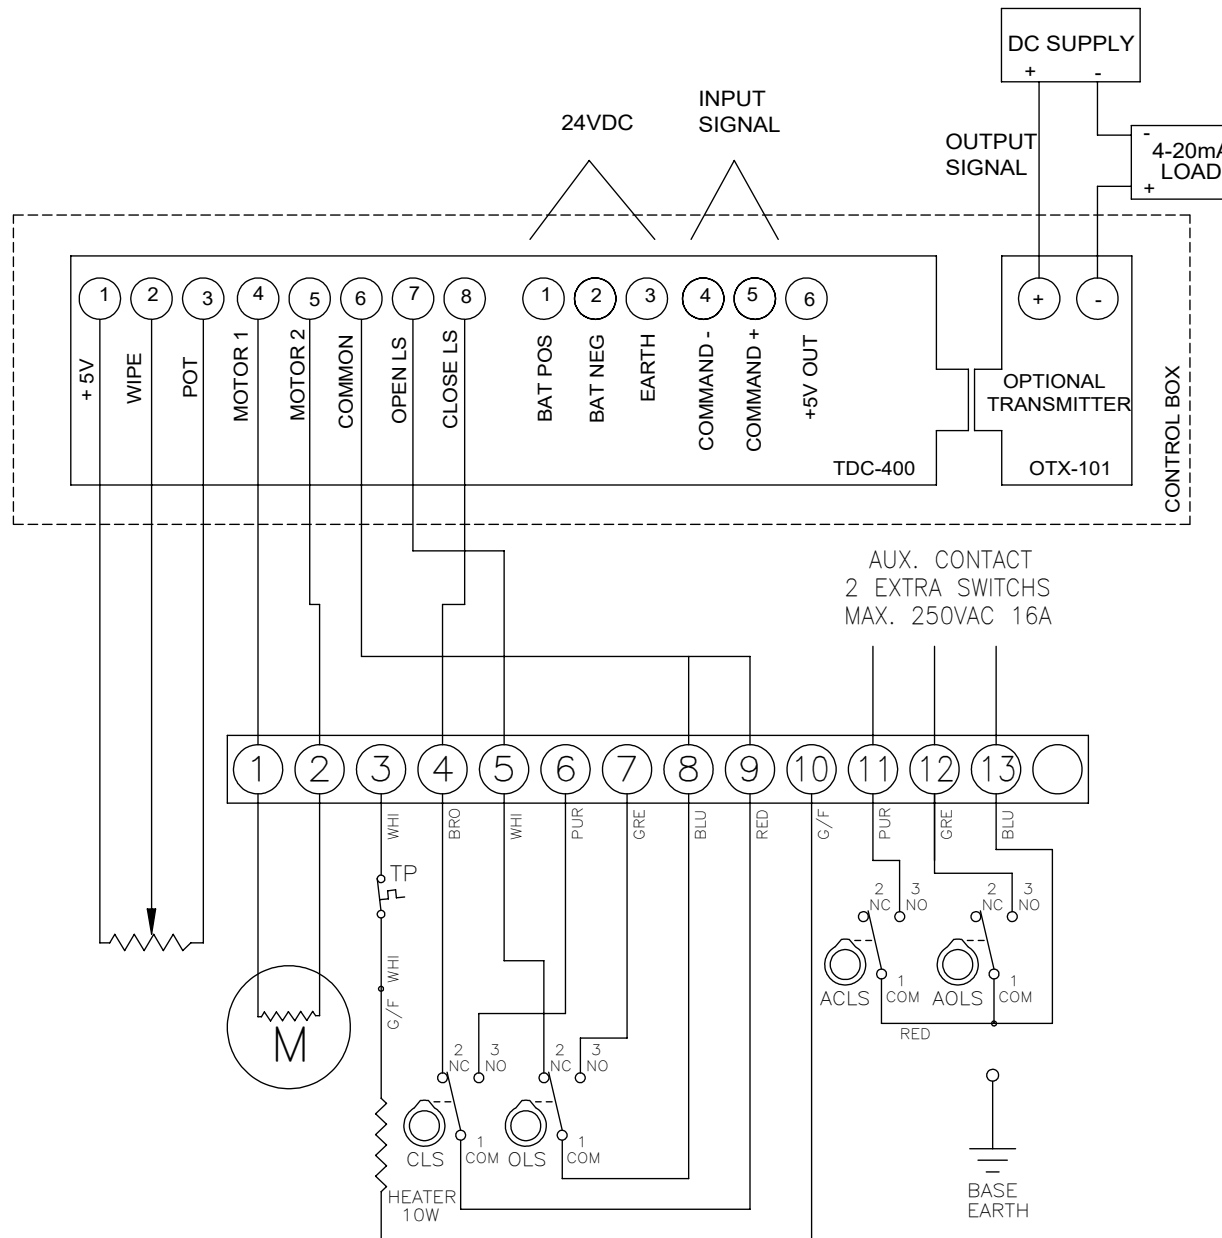 DC SUPPLY
+ -
INPUT
SIGNAL
24VDC
OUTPUT
SIGNAL
-
4-20mA
LOAD
+
1 2 3 4 5 6 7 8 1 2 3 4 5 6 + -
+ 5V
WIPE
POT
MOTOR 1
MOTOR 2
COMMON
OPEN LS
CLOSE LS
BAT POS
BAT NEG
EARTH
COMMAND -
COMMAND +
+5V OUT
OPTIONAL
TRANSMITTER
TDC-400
OTX-101
CONTROL BOX
AUX. CONTACT
2 EXTRA SWITCHS
MAX. 250VAC 16A
1 2 3 4 5 6 7 8 9 10 11 12 13
WHI
BRO
WHI
PUR
GRE
BLU
RED
G/F
PUR
GRE
BLU
TP
2 3
NC NO
2 3
NC NO
WHI
G/F
1
COM
1
COM
ACLS
AOLS
RED
M
2 3
NC NO
2 3
NC NO
1
COM
1
COM
CLS
OLS
HEATER
10W
BASE
EARTH